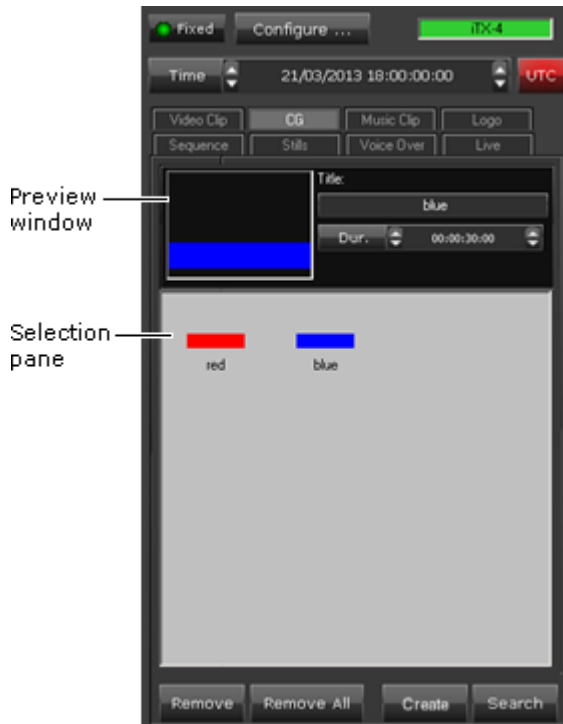 Fixed
Configure ...
iTX-4
Time
21/03/2013 18:00:00:00
UTC
Video Clip
CG
Music Clip
Logo
Sequence
Stills
Voice Over
Live
Preview
window
Title:
blue
Dur.
00:00:30:00
Selection
pane
red
blue
Remove
Remove All
Create
Search